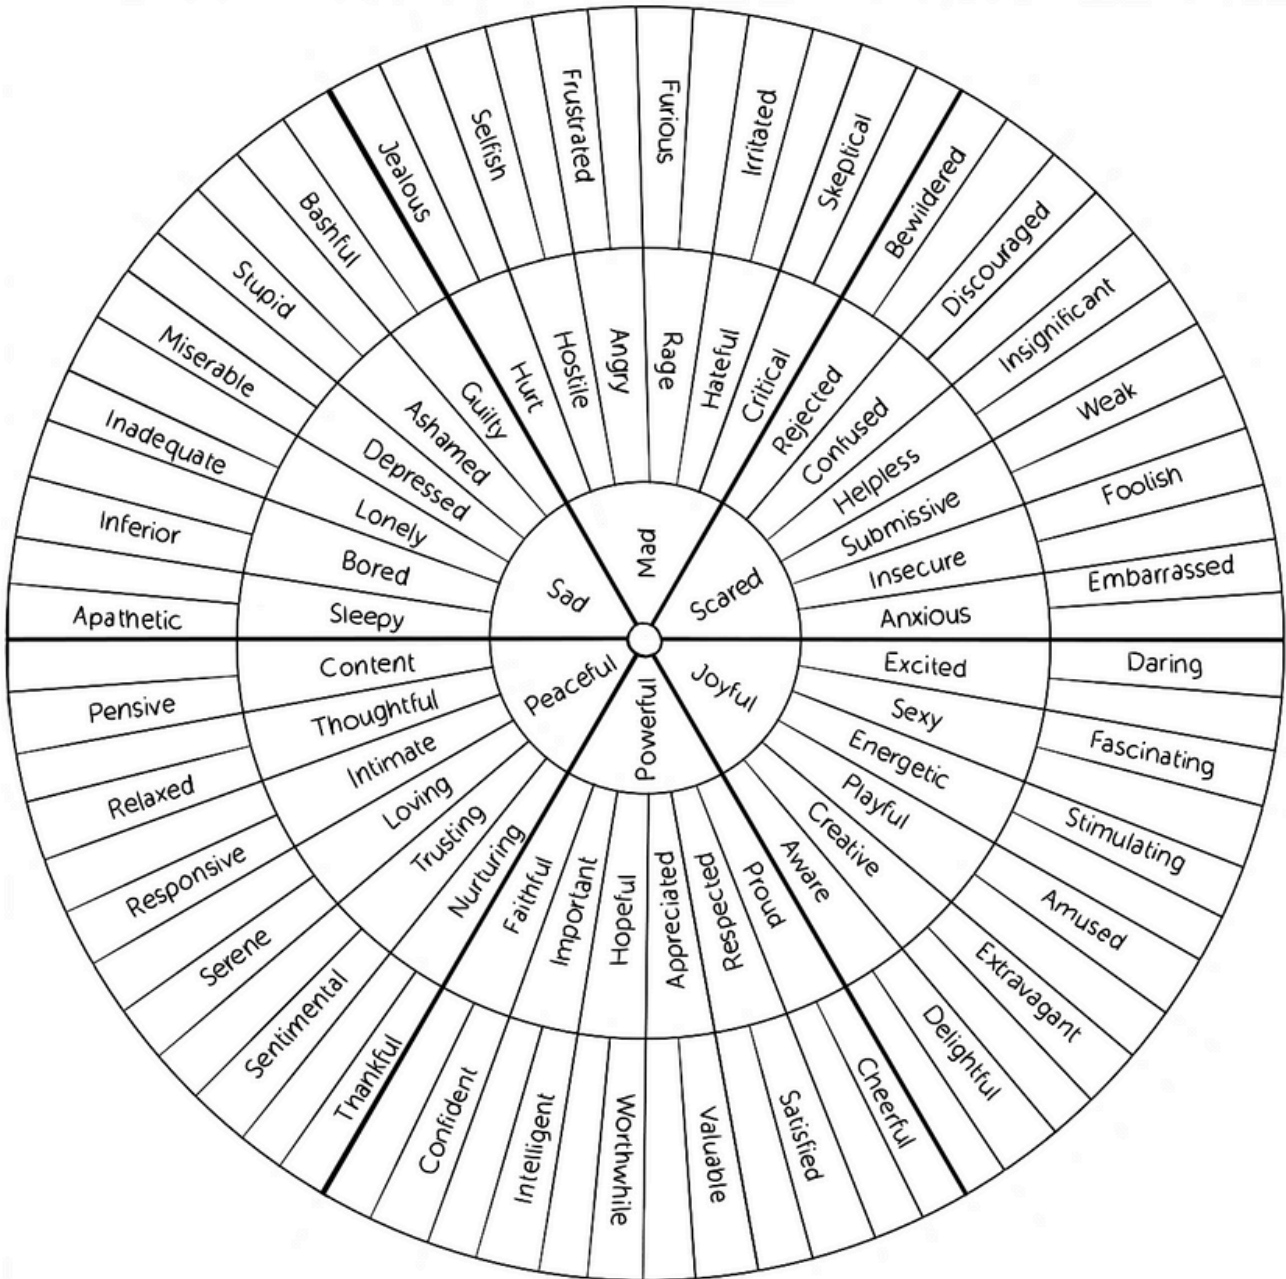 Mad
Scared
Joyful
Powerful
Peaceful
Sad
Hurt
Hostile
Angry
Rage
Hateful
Critical
Rejected
Confused
Helpless
Submissive
Insecure
Anxious
Excited
Sexy
Energetic
Playful
Creative
Aware
Proud
Respected
Appreciated
Hopeful
Important
Faithful
Nurturing
Trusting
Loving
Intimate
Thoughtful
Content
Sleepy
Bored
Lonely
Depressed
Ashamed
Guilty
Jealous
Selfish
Frustrated
Furious
Irritated
Skeptical
Bewildered
Discouraged
Insignificant
Weak
Foolish
Embarrassed
Daring
Fascinating
Stimulating
Amused
Extravagant
Delightful
Cheerful
Satisfied
Valuable
Worthwhile
Intelligent
Confident
Thankful
Sentimental
Serene
Responsive
Relaxed
Pensive
Apathetic
Inferior
Inadequate
Miserable
Stupid
Bashful